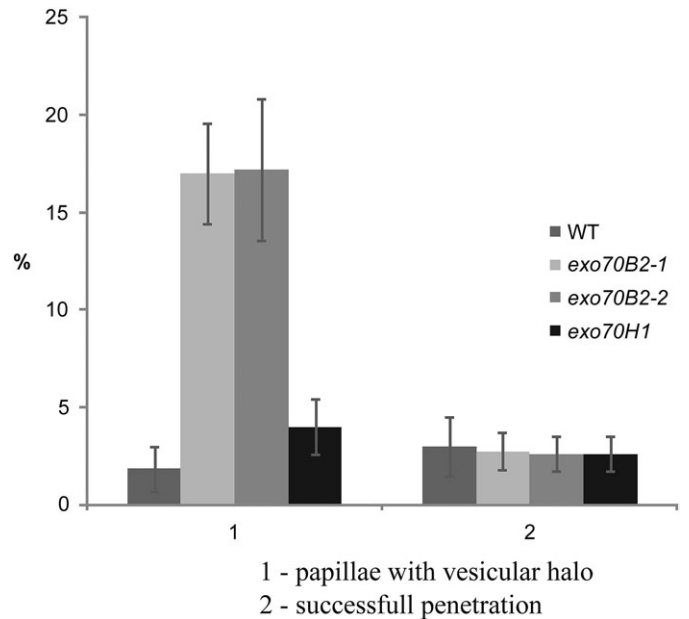 25
20
15
%
10
5
0
WT
exo70B2-1
exo70B2-2
exo70H1
1
2
1 - papillae with vesicular halo
2 - successfull penetration